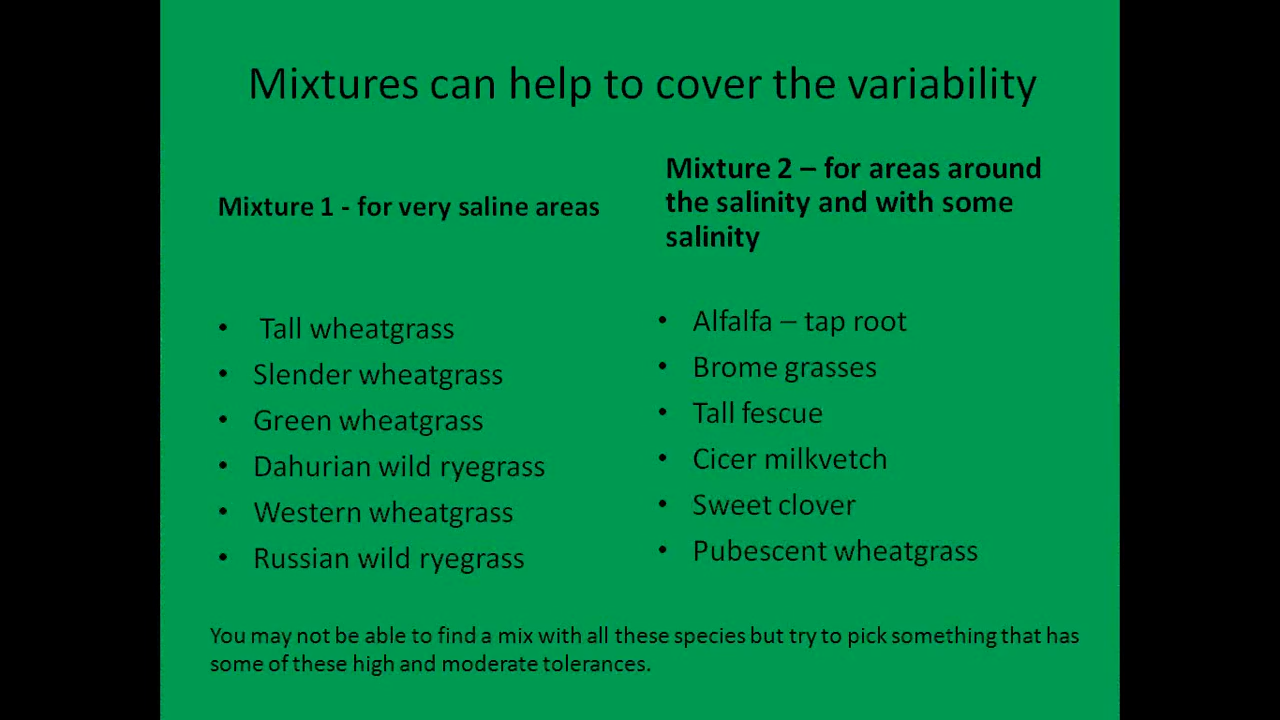 Mixtures can help to cover the variability
Mixture 1 - for very saline areas
• Tall wheatgrass
• Slender wheatgrass
• Green wheatgrass
• Dahurian wild ryegrass
• Western wheatgrass
• Russian wild ryegrass
Mixture 2 – for areas around
the salinity and with some
salinity
• Alfalfa – tap root
• Brome grasses
• Tall fescue
• Cicer milkvetch
• Sweet clover
• Pubescent wheatgrass
You may not be able to find a mix with all these species but try to pick something that has
some of these high and moderate tolerances.